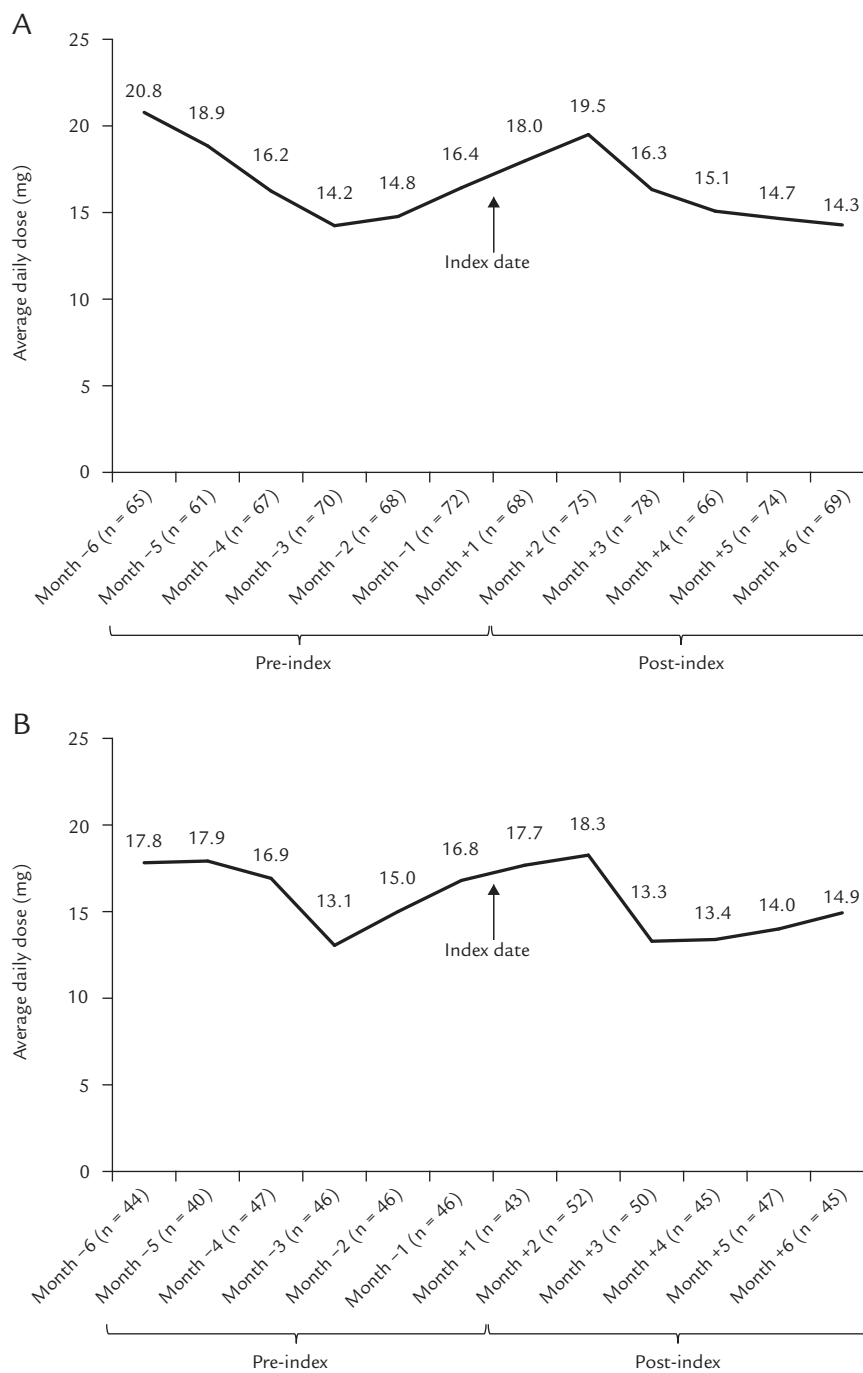 A
25
20
15
10
5
0
Average daily dose (mg)
20.8
18.9
16.2
14.2
14.8
16.4
18.0
19.5
16.3
15.1
14.7
14.3
Index date
Month −6 (n = 65)
Month −5 (n = 61)
Month −4 (n = 67)
Month −3 (n = 70)
Month −2 (n = 68)
Month −1 (n = 72)
Month +1 (n = 68)
Month +2 (n = 75)
Month +3 (n = 78)
Month +4 (n = 66)
Month +5 (n = 74)
Month +6 (n = 69)
Pre-index
Post-index
B
25
20
15
10
5
0
Average daily dose (mg)
17.8
17.9
16.9
13.1
15.0
16.8
17.7
18.3
13.3
13.4
14.0
14.9
Index date
Month −6 (n = 44)
Month −5 (n = 40)
Month −4 (n = 47)
Month −3 (n = 46)
Month −2 (n = 46)
Month −1 (n = 46)
Month +1 (n = 43)
Month +2 (n = 52)
Month +3 (n = 50)
Month +4 (n = 45)
Month +5 (n = 47)
Month +6 (n = 45)
Pre-index
Post-index